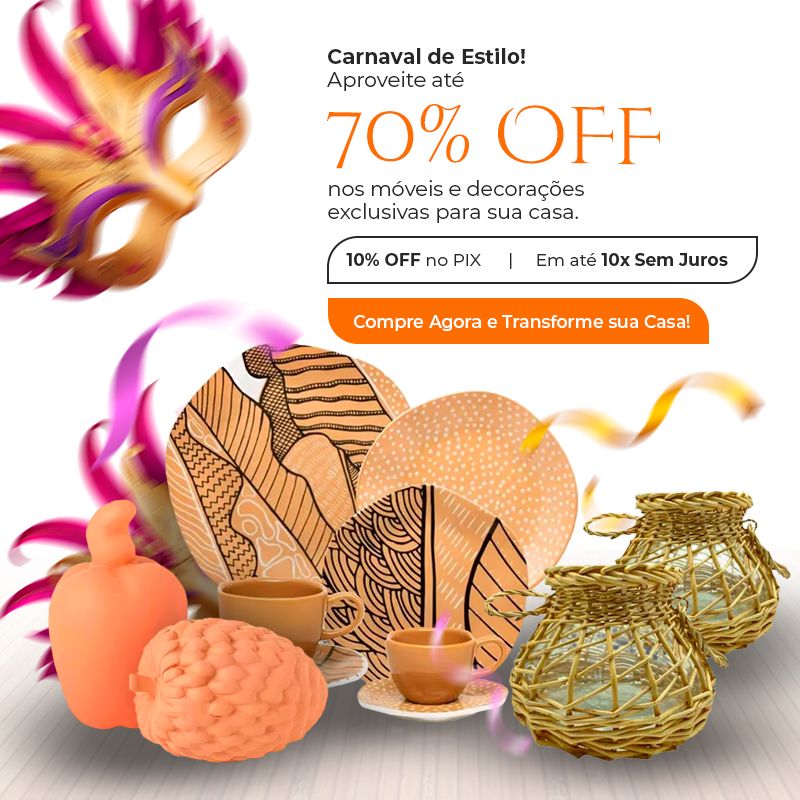 Carnaval de Estilo!
Aproveite até
70% OFF
nos móveis e decorações
exclusivas para sua casa.
10% OFF no PIX | Em até 10x Sem Juros
Compre Agora e Transforme sua Casa!